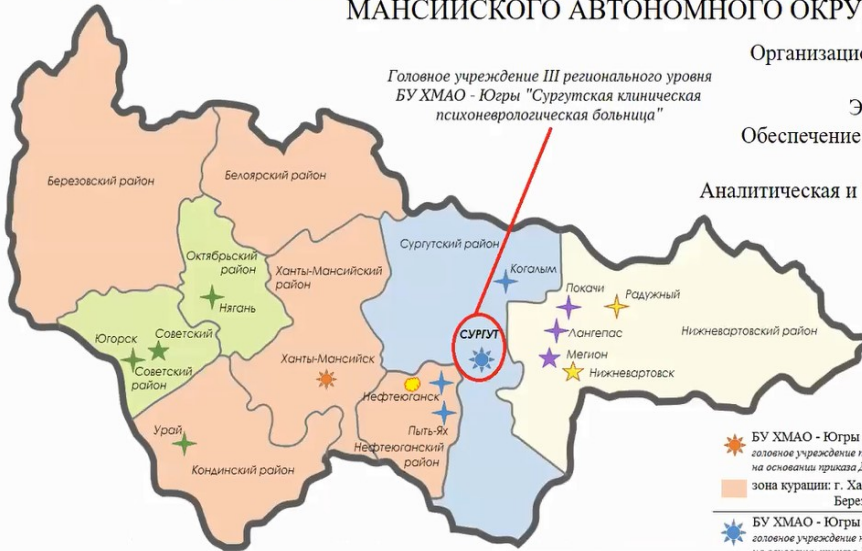 МАНСИЙСКОГО АВТОНОМНОГО ОКРУ
Организацио
Головное учреждение III регионального уровня
БУ ХМАО - Югры "Сургутская клиническая
психоневрологическая больница"
Э
Обеспечение
Аналитическая и
Березовский район
Белоярский район
Октябрьский
район
Нягань
Ханты-Мансийский
район
Сургутский район
Когалым
Покачи
Радужный
Югорск
Советский
Советский
район
СУРГУТ
Лангепас
Нижневартовский район
Мегион
Нижневартовск
Ханты-Мансийск
Нефтеюганск
Пыть-Ях
Нефтеюганский
район
Урай
Кондинский район
БУ ХМАО - Югры
головное учреждение п
на основании приказа Д
зона курации: г. Ха
Берез
БУ ХМАО - Югры
головное учреждение п